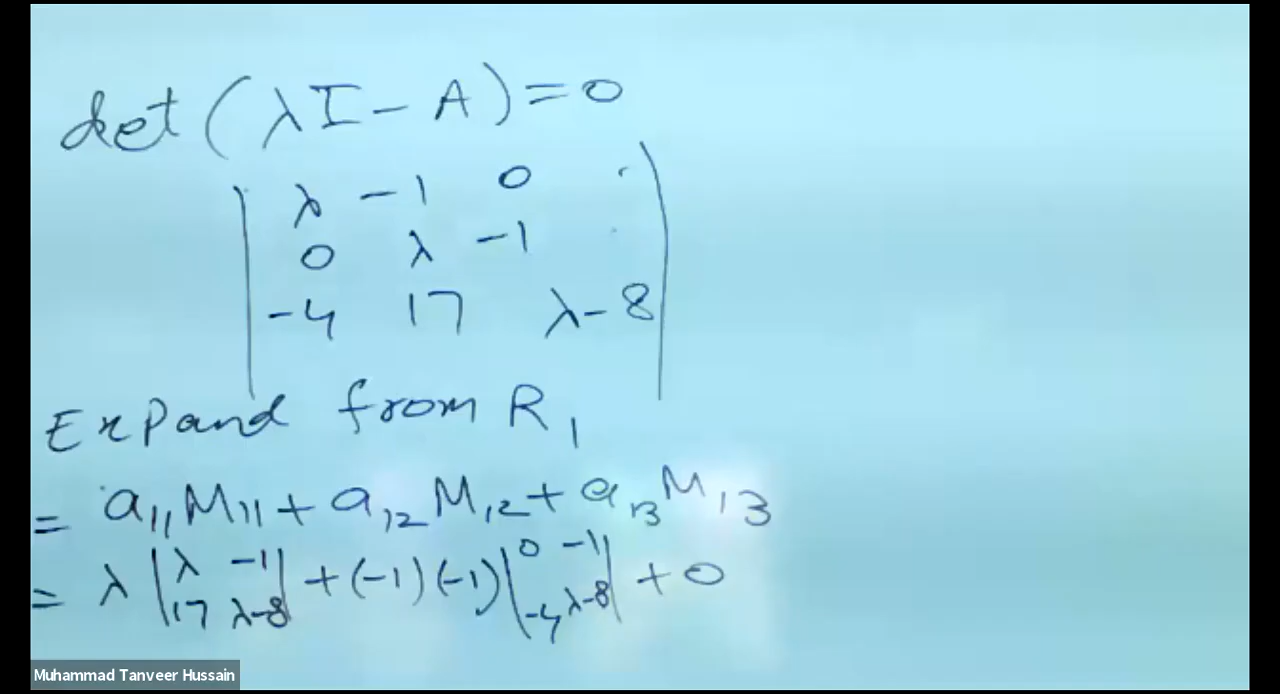 det(λI-A)=0
λ -1 0
0 λ -1
-4 17 λ-8
Expand from R₁
= a₁₁M₁₁+a₁₂M₁₂+a₁₃M₁₃
= λ |λ -1| + (-1)(-1) |0 -1| + 0
|17 λ-8| |-4 λ-8|
Muhammad Tanveer Hussain